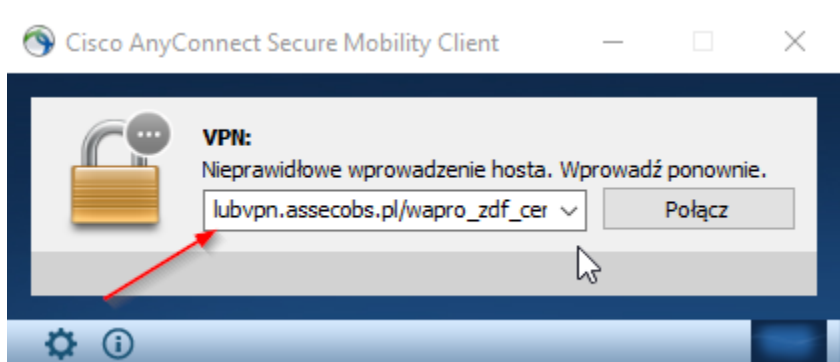 Cisco AnyConnect Secure Mobility Client
VPN:
Nieprawidłowe wprowadzenie hosta. Wprowadź ponownie.
lubvpn.assecobs.pl/wapro_zdf_cer
Połącz